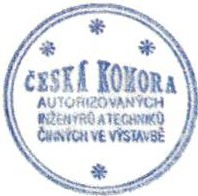 ČESKÁ KOMORA
AUTORIZOVANÝCH
INŽENÝRŮ A TECHNIKŮ
ČINNÝCH VE VÝSTAVBĚ